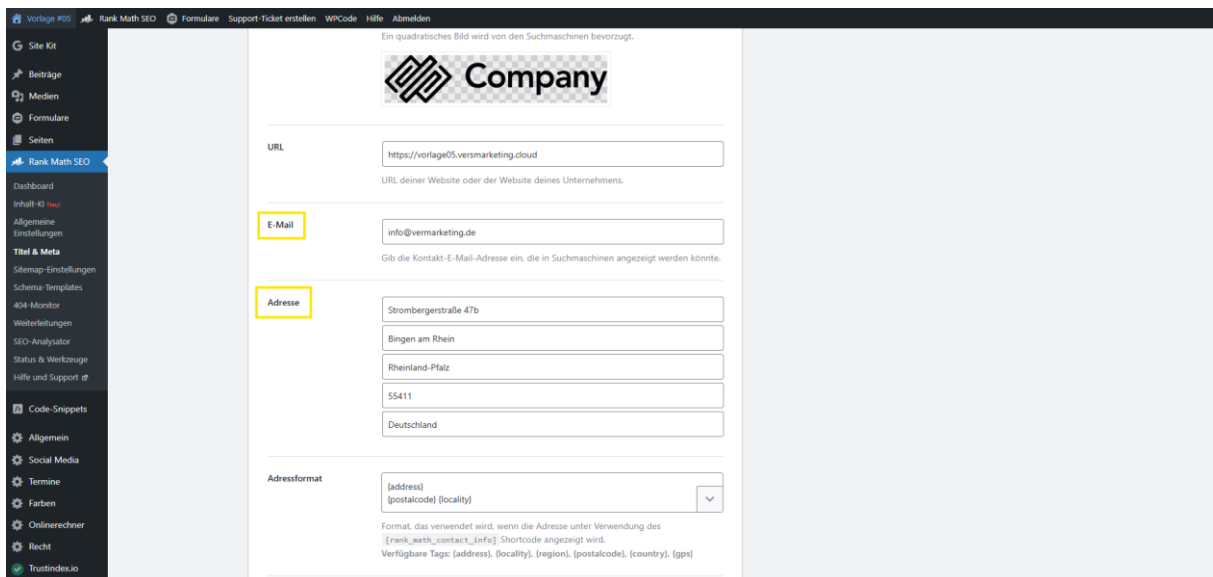 Vorlage #05 Rank Math SEO Formulare Support-Ticket erstellen WPCode Hilfe Abmelden
Site Kit
Beiträge
Medien
Formulare
Seiten
Rank Math SEO
Dashboard
Inhalt-KI Neu!
Allgemeine
Einstellungen
Titel & Meta
Sitemap-Einstellungen
Schema-Templates
404-Monitor
Weiterleitungen
SEO-Analysator
Status & Werkzeuge
Hilfe und Support
Code-Snippets
Allgemein
Social Media
Termine
Farben
Onlinerechner
Recht
Trustindex.io
Ein quadratisches Bild wird von den Suchmaschinen bevorzugt.
Company
URL
https://vorlage05.versmarketing.cloud
URL deiner Website oder der Website deines Unternehmens.
E-Mail
info@vermarketing.de
Gib die Kontakt-E-Mail-Adresse ein, die in Suchmaschinen angezeigt werden könnte.
Adresse
Strombergerstraße 47b
Bingen am Rhein
Rheinland-Pfalz
55411
Deutschland
Adressformat
{address}
{postalcode} {locality}
Format, das verwendet wird, wenn die Adresse unter Verwendung des
[rank_math_contact_info] Shortcode angezeigt wird.
Verfügbare Tags: {address}, {locality}, {region}, {postalcode}, {country}, {gps}